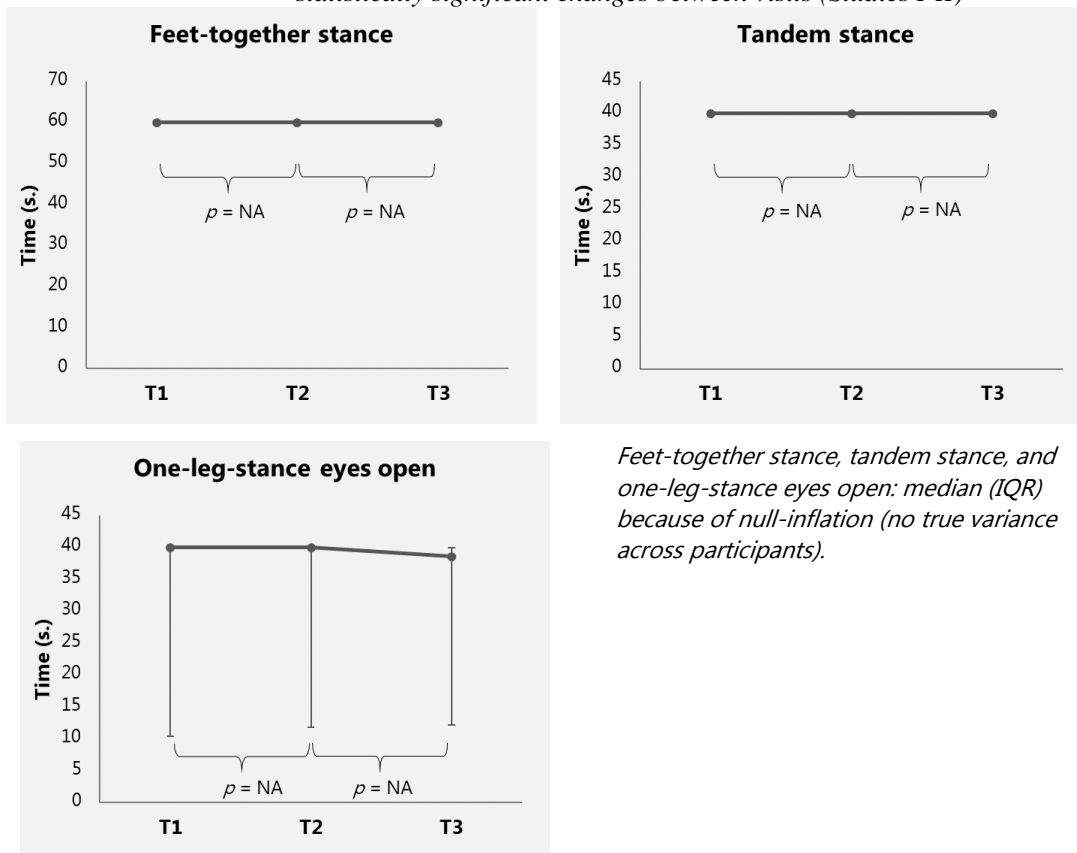 statistically significant changes between visits (Studies I-II)
Feet-together stance
70
60
50
40
30
20
10
0
Time (s.)
p = NA
p = NA
T1
T2
T3
Tandem stance
45
40
35
30
25
20
15
10
5
0
Time (s.)
p = NA
p = NA
T1
T2
T3
One-leg-stance eyes open
45
40
35
30
25
20
15
10
5
0
Time (s.)
p = NA
p = NA
T1
T2
T3
Feet-together stance, tandem stance, and
one-leg-stance eyes open: median (IQR)
because of null-inflation (no true variance
across participants).